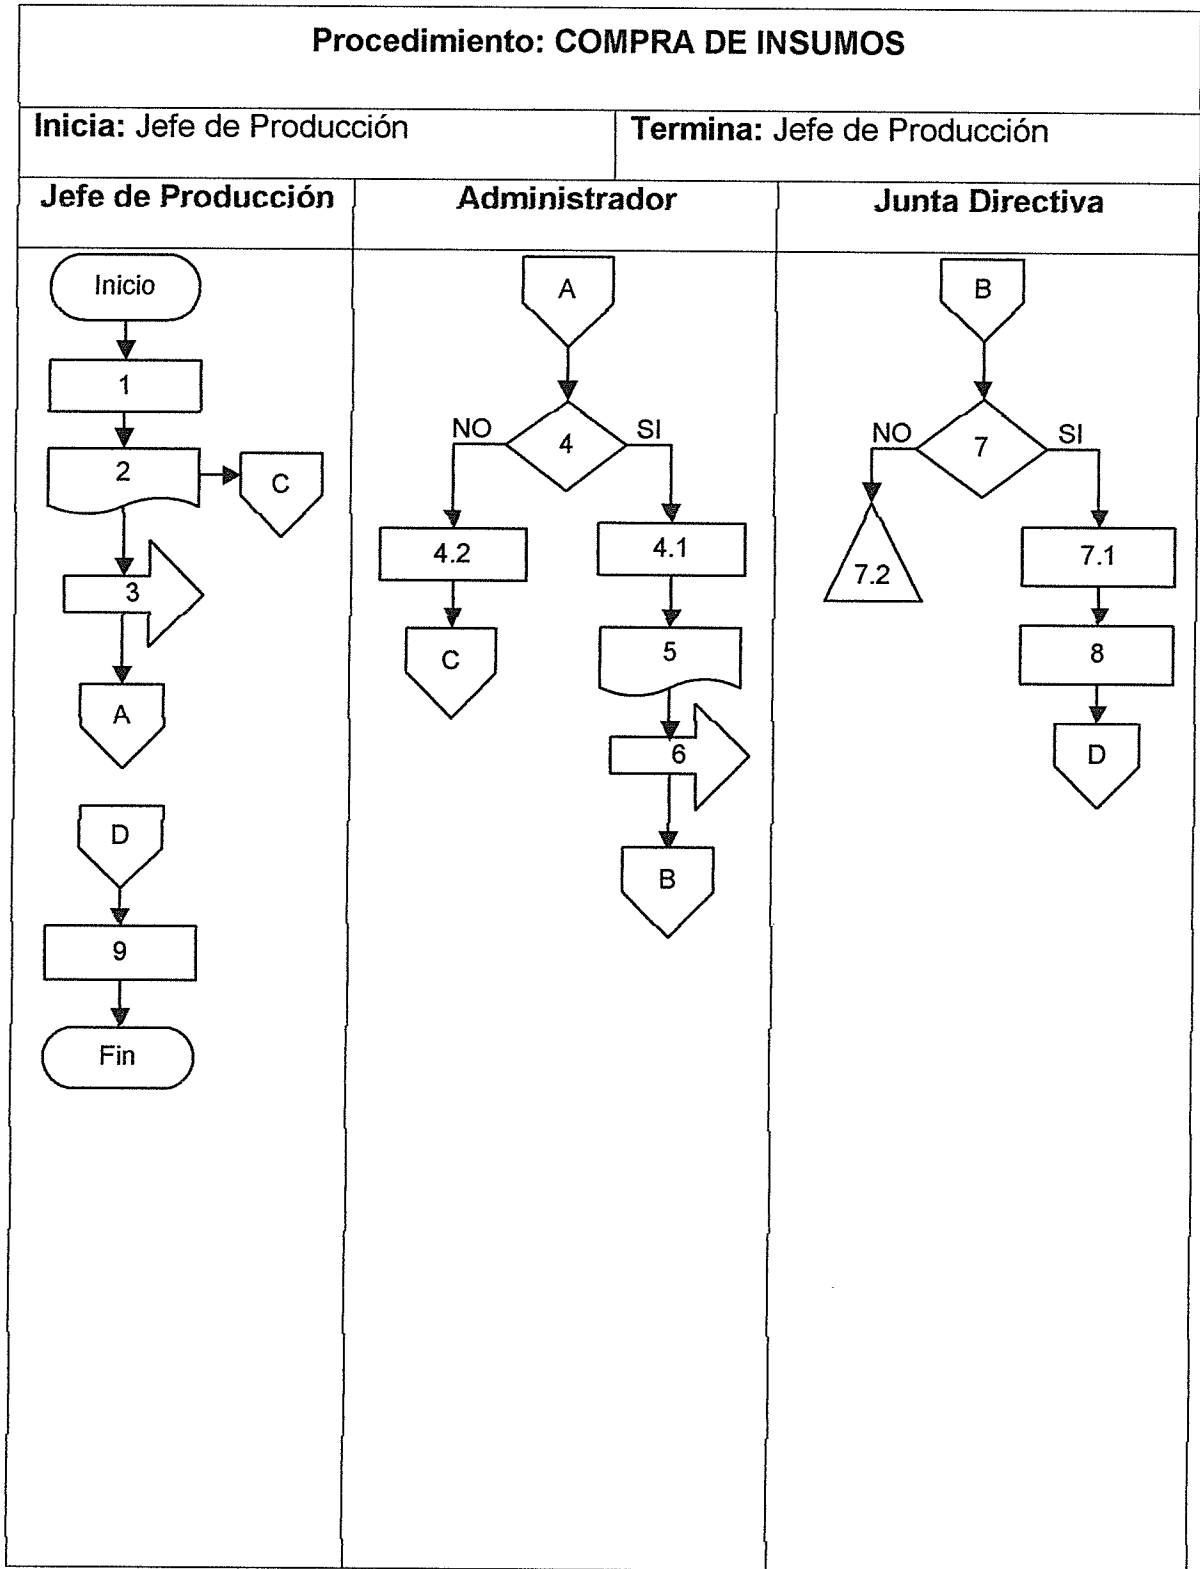 Procedimiento: COMPRA DE INSUMOS
Inicia: Jefe de Producción
Termina: Jefe de Producción
Jefe de Producción
Administrador
Junta Directiva
Inicio
1
2
C
3
A
D
9
Fin
A
4
NO
SI
4.2
4.1
C
5
6
B
B
7
NO
SI
7.2
7.1
8
D